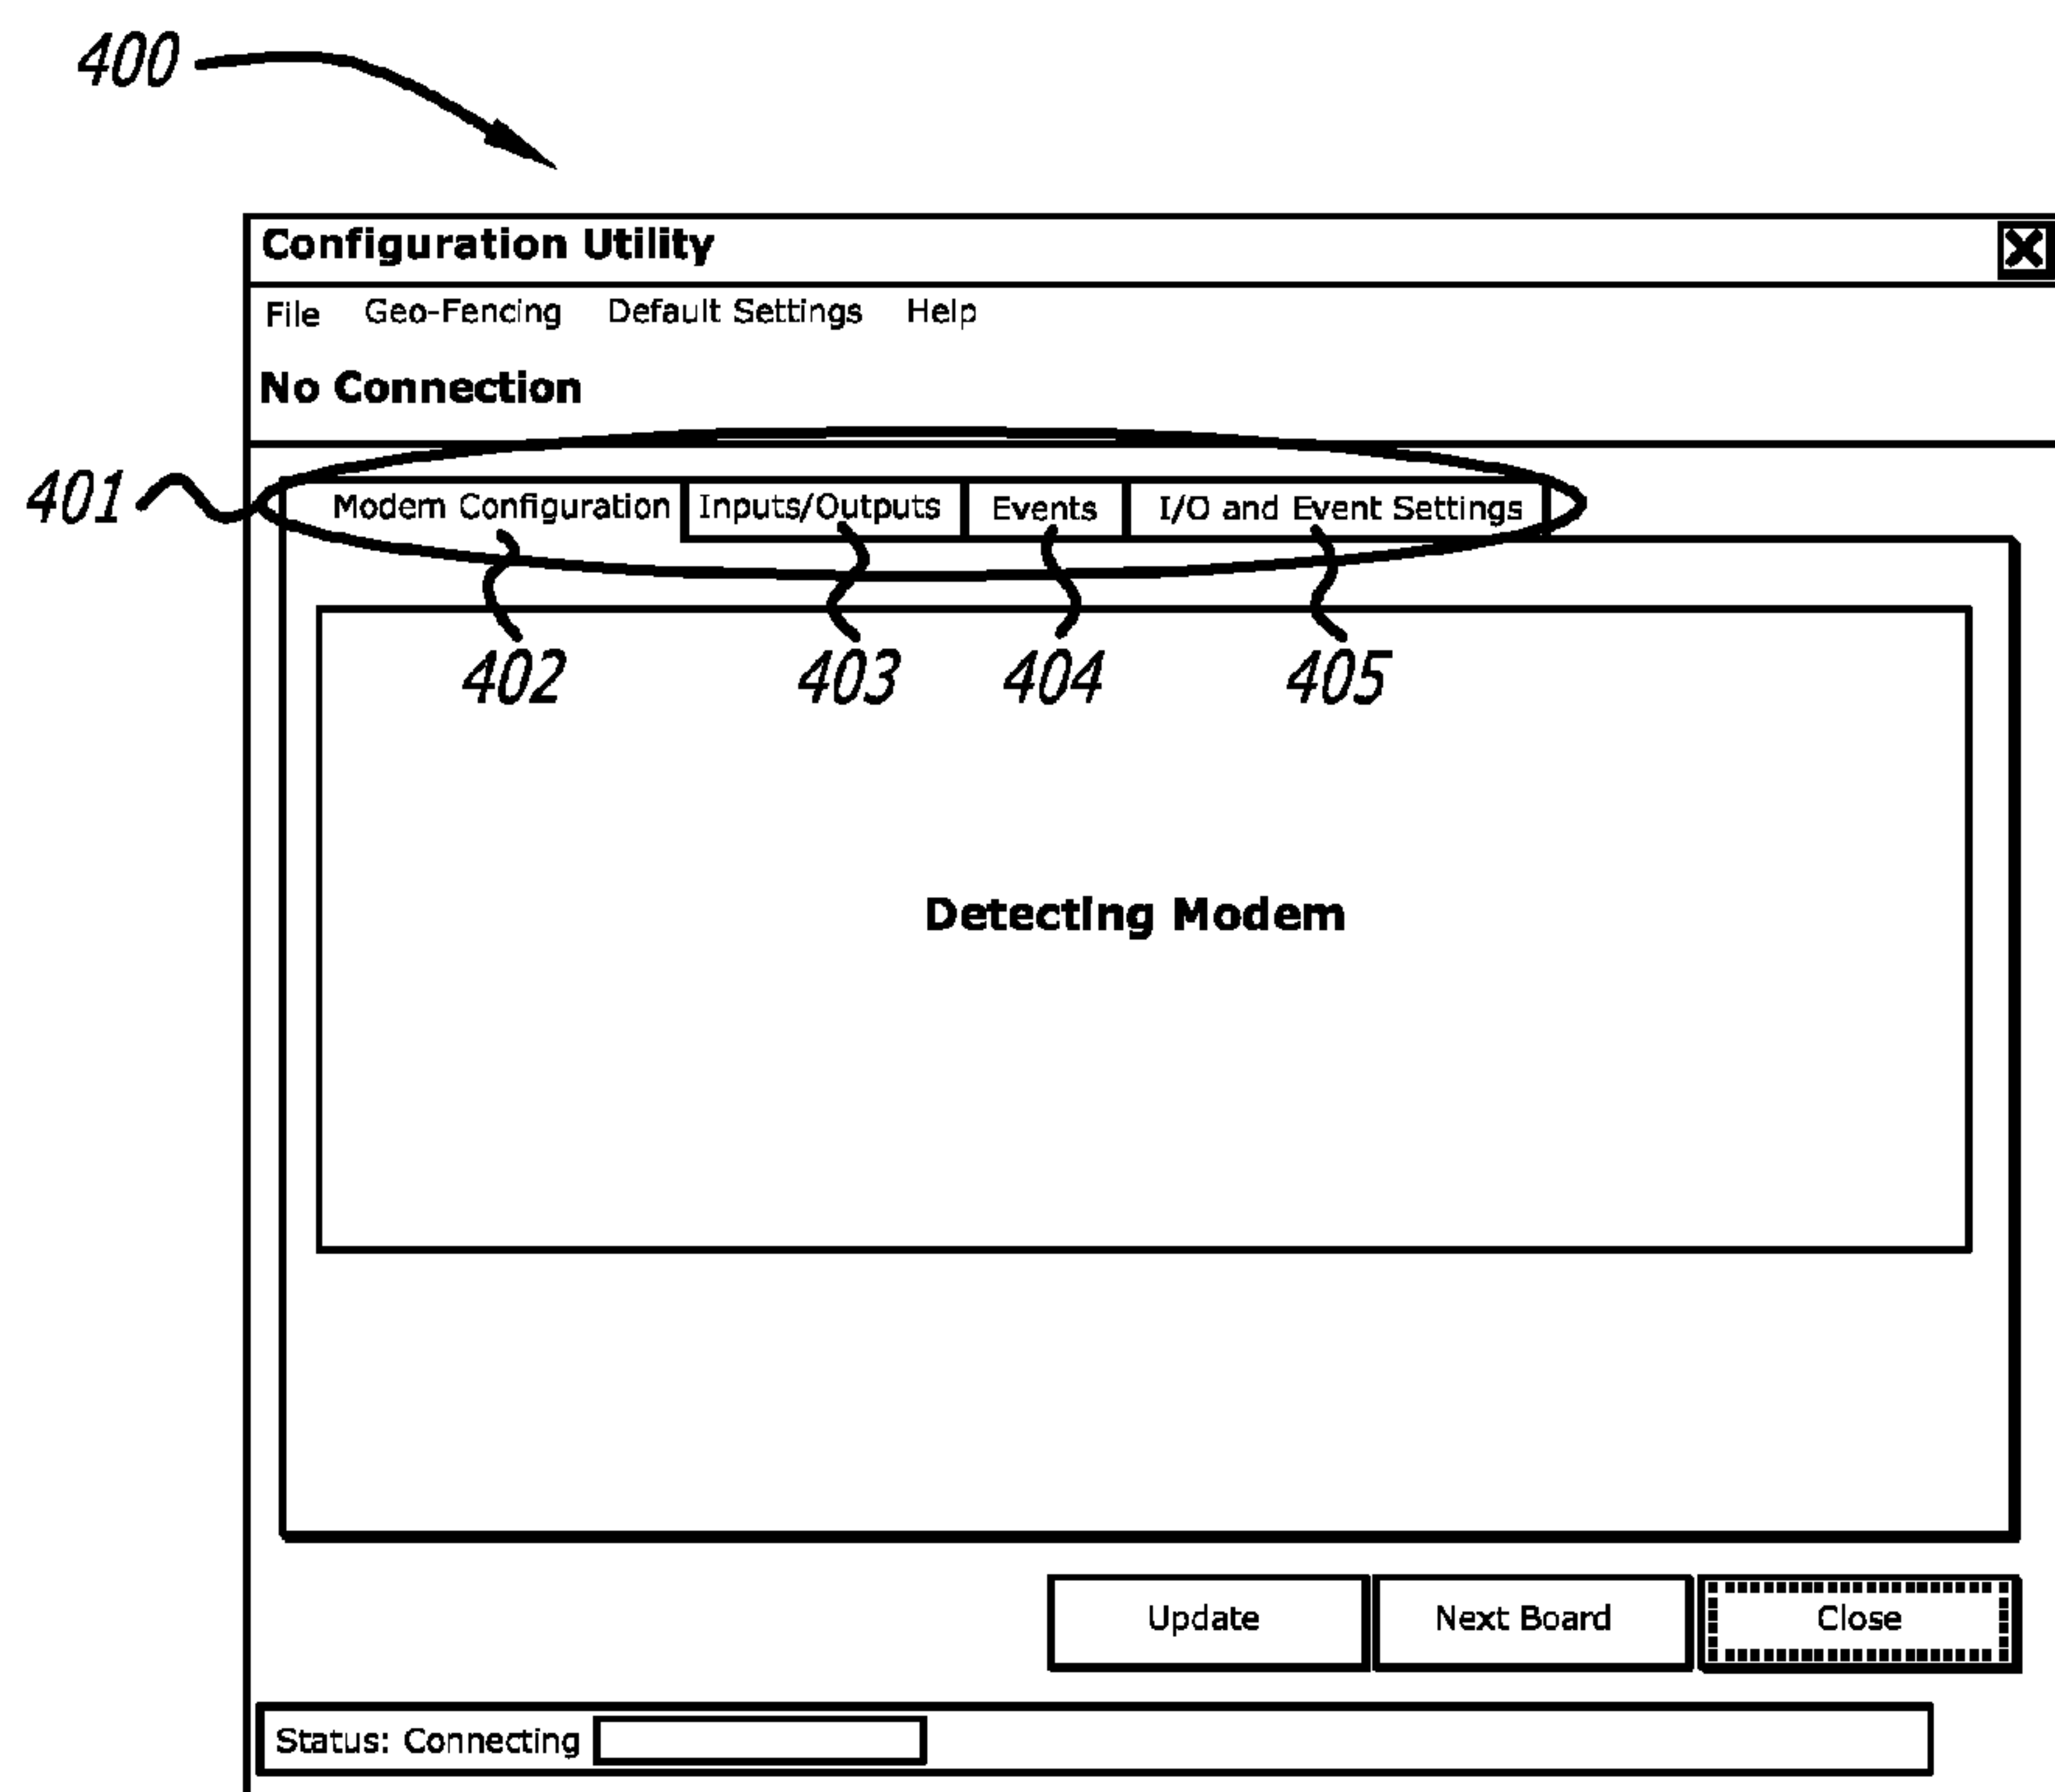 400
Configuration Utility
File Geo-Fencing Default Settings Help
No Connection
401
Modem Configuration Inputs/Outputs Events I/O and Event Settings
402 403 404 405
Detecting Modem
Update Next Board Close
Status: Connecting